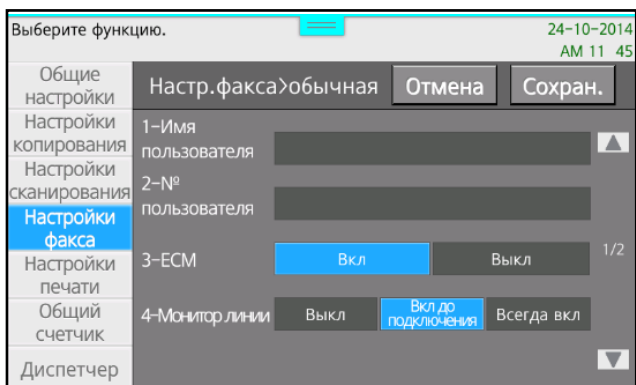 Выберите функцию.
24-10-2014
AM 11 45
Общие
настройки
Настройки
копирования
Настройки
сканирования
Настройки
факса
Настройки
печати
Общий
счетчик
Диспетчер
Настр.факса>обычная
Отмена
Сохран.
1-Имя
пользователя
2-№
пользователя
3-ECM
Вкл
Выкл
1/2
4-Монитор линии
Выкл
Вкл до
подключения
Всегда вкл